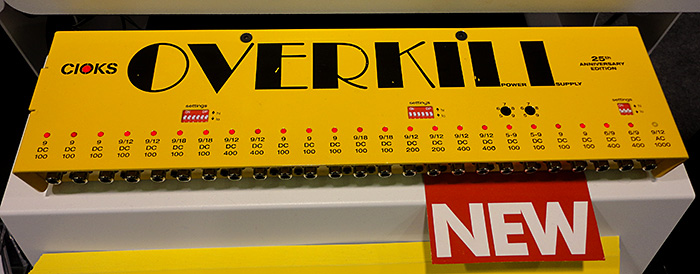 CIOKS OVERKILL 25th
ANNIVERSARY
EDITION
POWER SUPPLY
settings settings settings
9 9 9 9/12 9/12 9/18 9/18 9/12 9/12 9 9 9/18 9/18 9/12 9/12 9/12 9/12 5-9 5-9 9 9 5/9 5/9 9/12
DC DC DC DC DC DC DC DC DC DC DC DC DC DC DC DC DC DC DC DC DC DC DC AC
100 100 100 100 100 100 100 400 400 100 100 100 100 100 200 200 400 400 100 100 100 400 400 1000
NEW